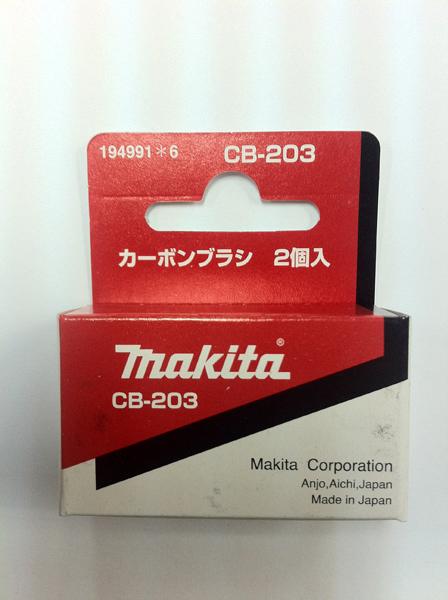 194991*6 CB-203
カーボンブラシ 2個入
makita®
CB-203
Makita Corporation
Anjo,Aichi,Japan
Made in Japan